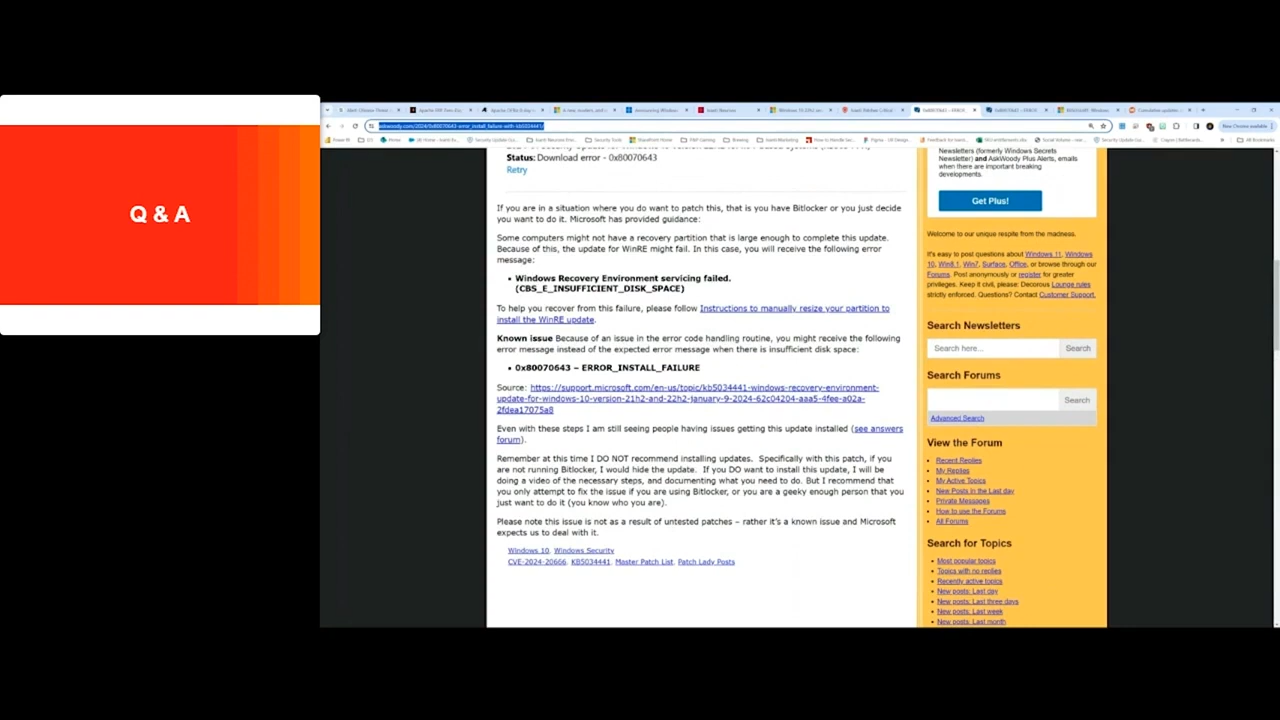 Q & A
askwoody.com/2024/0x80070643-error_install_failure-with-kb5034441/
New Chrome available
Status: Download error - 0x80070643
Retry
If you are in a situation where you do want to patch this, that is you have Bitlocker or you just decide
you want to do it. Microsoft has provided guidance:
Some computers might not have a recovery partition that is large enough to complete this update.
Because of this, the update for WinRE might fail. In this case, you will receive the following error
message:
• Windows Recovery Environment servicing failed.
(CBS_E_INSUFFICIENT_DISK_SPACE)
To help you recover from this failure, please follow Instructions to manually resize your partition to
install the WinRE update.
Known issue Because of an issue in the error code handling routine, you might receive the following
error message instead of the expected error message when there is insufficient disk space:
• 0x80070643 – ERROR_INSTALL_FAILURE
Source: https://support.microsoft.com/en-us/topic/kb5034441-windows-recovery-environment-
update-for-windows-10-version-21h2-and-22h2-january-9-2024-62c04204-aaa5-4fee-a02a-
2fdea17075a8
Even with these steps I am still seeing people having issues getting this update installed (see answers
forum).
Remember at this time I DO NOT recommend installing updates. Specifically with this patch, if you
are not running Bitlocker, I would hide the update. If you DO want to install this update, I will be
doing a video of the necessary steps, and documenting what you need to do. But I recommend that
you only attempt to fix the issue if you are using Bitlocker, or you are a geeky enough person that you
just want to do it (you know who you are).
Please note this issue is not as a result of untested patches – rather it's a known issue and Microsoft
expects us to deal with it.
Windows 10, Windows Security
CVE-2024-20666, KB5034441, Master Patch List, Patch Lady Posts
Newsletters (formerly Windows Secrets
Newsletter) and AskWoody Plus Alerts, emails
when there are important breaking
developments.
Get Plus!
Welcome to our unique respite from the madness.
It's easy to post questions about Windows 11, Windows
10, Win8.1, Win7, Surface, Office, or browse through our
Forums. Post anonymously or register for greater
privileges. Keep it civil, please: Decorous Lounge rules
strictly enforced. Questions? Contact Customer Support.
Search Newsletters
Search here...
Search
Search Forums
Search
Advanced Search
View the Forum
• Recent Replies
• My Replies
• My Active Topics
• New Posts in the Last day
• Private Messages
• How to use the Forums
• All Forums
Search for Topics
• Most popular topics
• Topics with no replies
• Recently active topics
• New posts: Last day
• New posts: Last three days
• New posts: Last week
• New posts: Last month